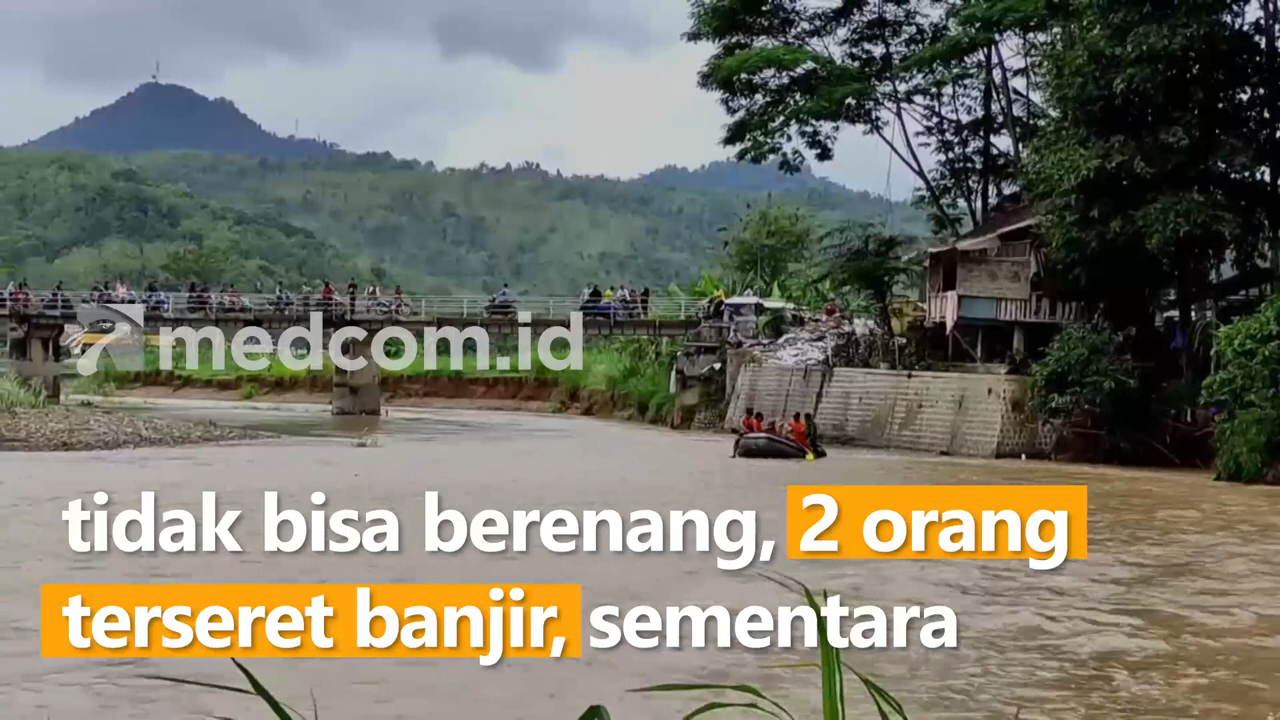 medcom.id
tidak bisa berenang, 2 orang
terseret banjir, sementara